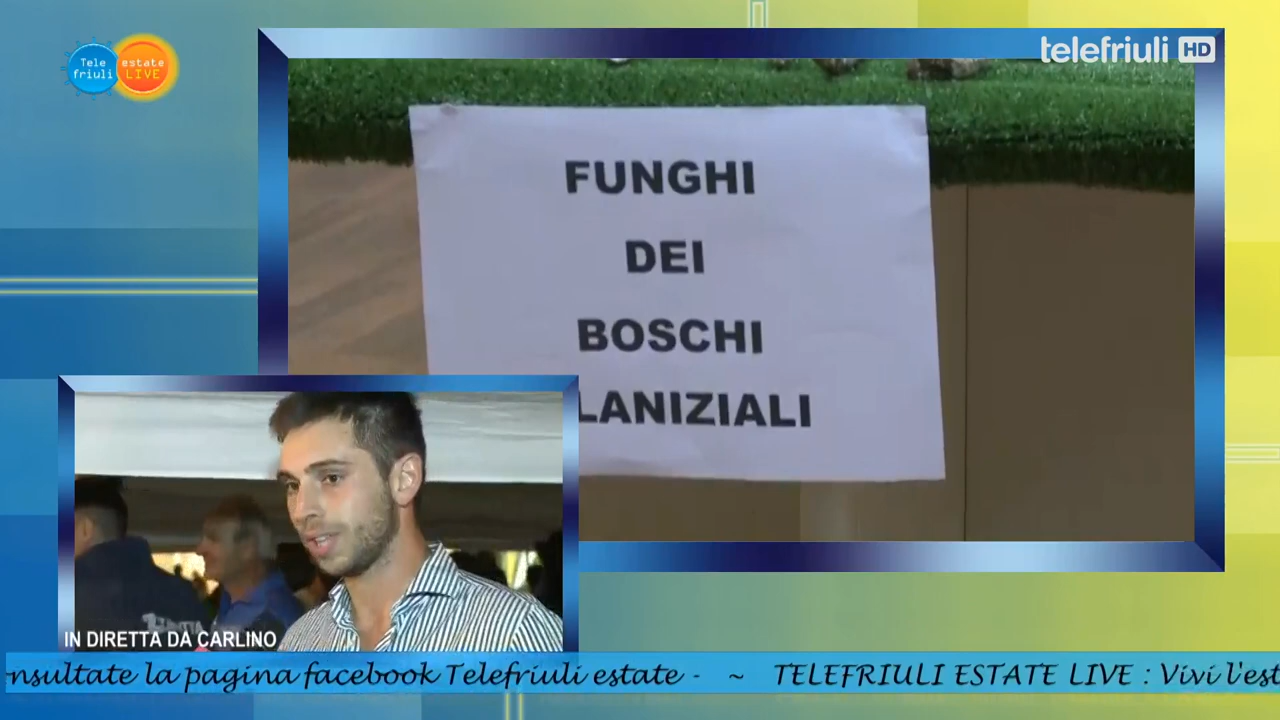 Tele
friuli
estate
LIVE
telefriuli HD
FUNGHI
DEI
BOSCHI
LANIZIALI
IN DIRETTA DA CARLINO
nsultate la pagina facebook Telefriuli estate - ~ TELEFRIULI ESTATE LIVE : Vivi l'est